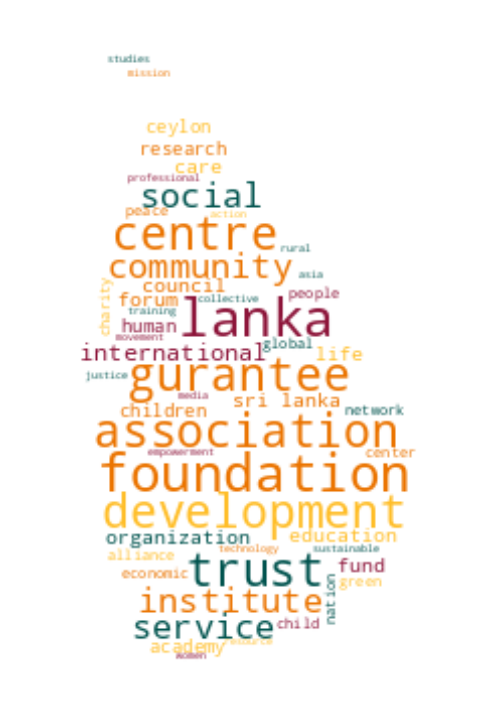 studies
mission
ceylon
research
care
professional
social
peace
action
centre
rural
community
asia
council
people
charity
forum
collective
training
lanka
human
movement
global
international
life
justice
gurantee
media
sri lanka
children
network
association
empowerment
center
foundation
development
organization
education
technology
sustainable
alliance
trust
fund
economic
green
nation
institute
service
child
academy
resource
women